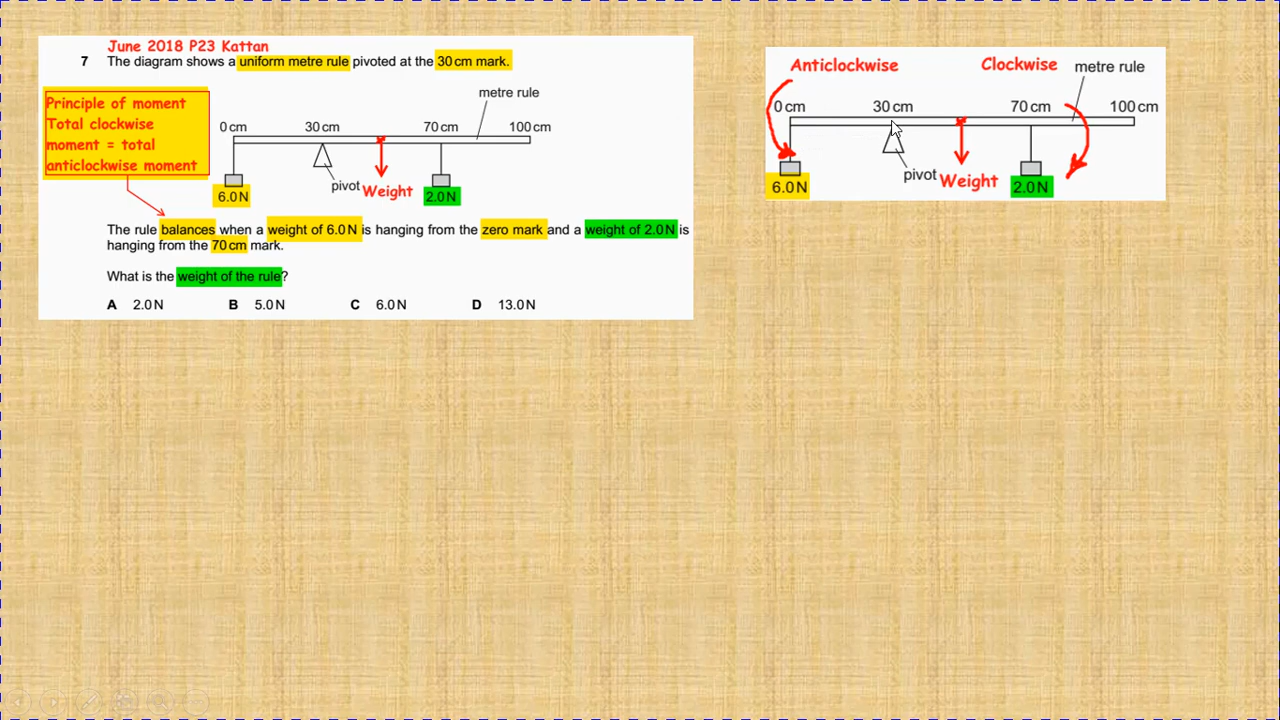 June 2018 P23 Kattan
7 The diagram shows a uniform metre rule pivoted at the 30 cm mark.
Principle of moment
Total clockwise
moment = total
anticlockwise moment
metre rule
0 cm 30 cm 70 cm 100 cm
pivot Weight
6.0 N 2.0 N
The rule balances when a weight of 6.0 N is hanging from the zero mark and a weight of 2.0 N is
hanging from the 70 cm mark.
What is the weight of the rule?
A 2.0 N B 5.0 N C 6.0 N D 13.0 N
Anticlockwise Clockwise metre rule
0 cm 30 cm 70 cm 100 cm
pivot Weight
6.0 N 2.0 N